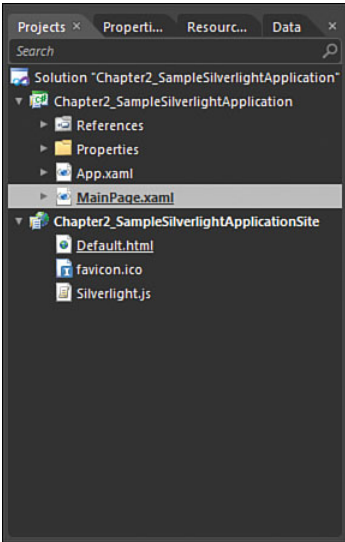 Projects × Properti... Resourc... Data ×
Search
Solution "Chapter2_SampleSilverlightApplication"
Chapter2_SampleSilverlightApplication
References
Properties
App.xaml
MainPage.xaml
Chapter2_SampleSilverlightApplicationSite
Default.html
favicon.ico
Silverlight.js